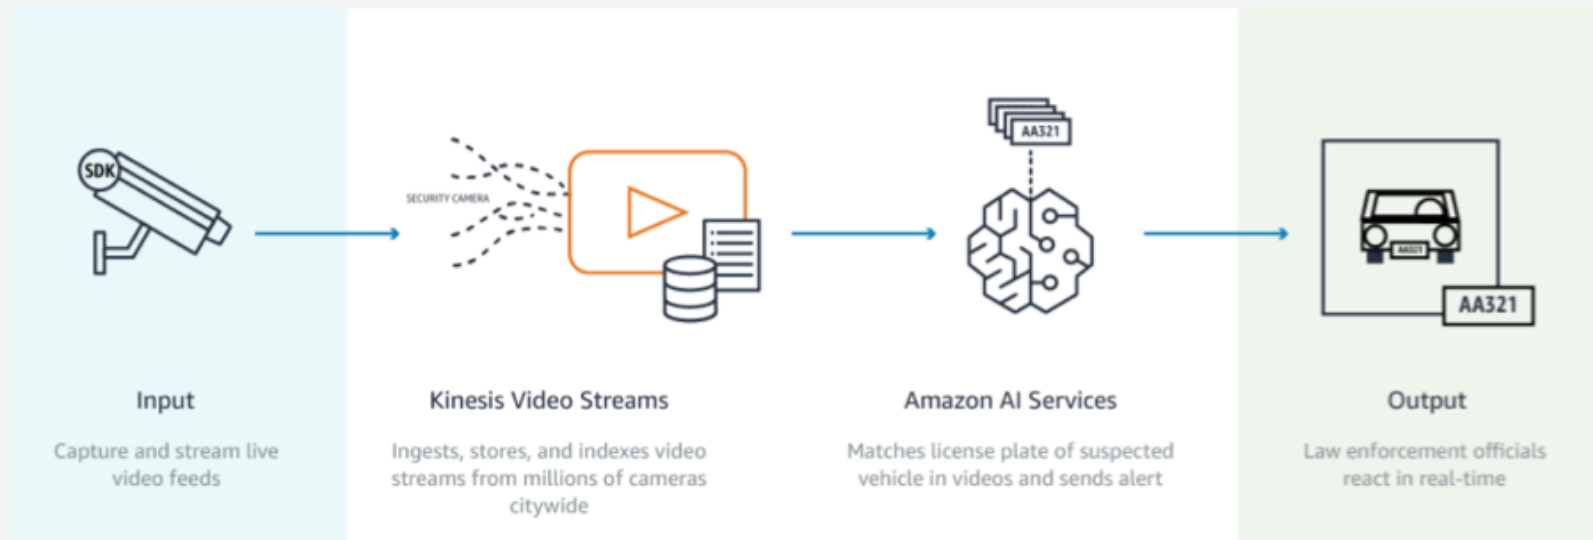 SDK
SECURITY CAMERA
AA321
AA321
AA321
Input
Capture and stream live
video feeds
Kinesis Video Streams
Ingests, stores, and indexes video
streams from millions of cameras
citywide
Amazon AI Services
Matches license plate of suspected
vehicle in videos and sends alert
Output
Law enforcement officials
react in real-time